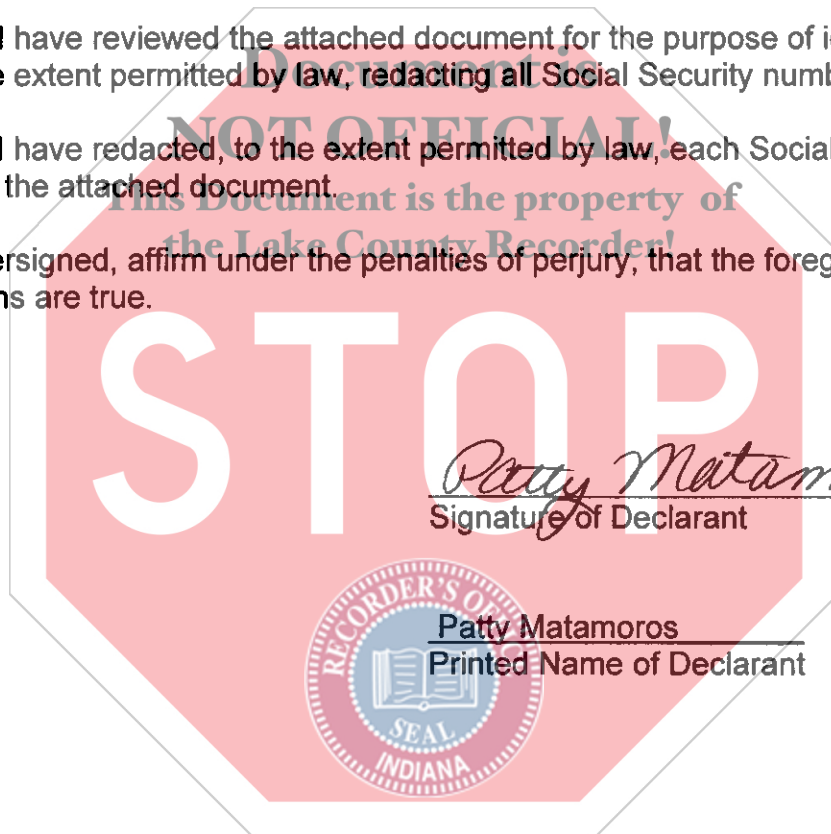 I have reviewed the attached document for the purpose of i
e extent permitted by law, redacting all Social Security numb
Document is
NOT OFFICIAL!
This Document is the property of
the Lake County Recorder!
I have redacted, to the extent permitted by law, each Social
the attached document.
ersigned, affirm under the penalties of perjury, that the foreg
ns are true.
STOP
Patty Matam
Signature of Declarant
Patty Matamoros
Printed Name of Declarant
RECORDER'S OFFIC
SEAL
INDIANA